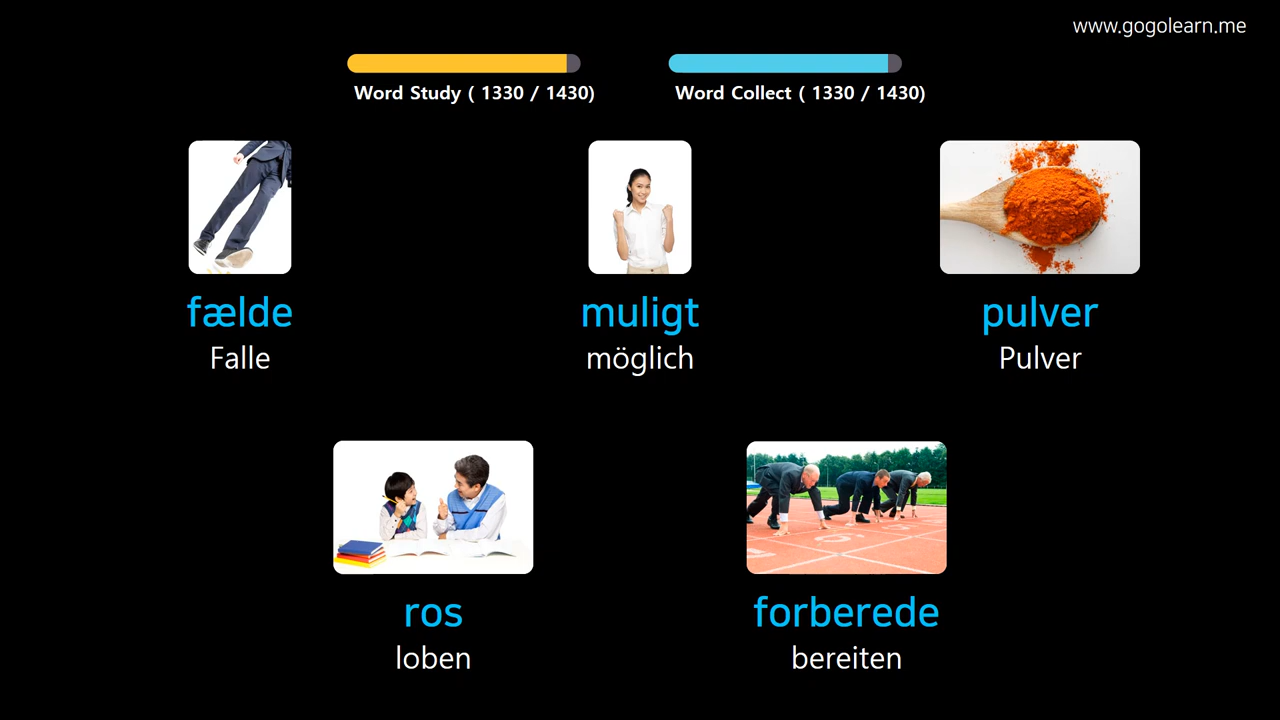 www.gogolearn.me
Word Study ( 1330 / 1430)
Word Collect ( 1330 / 1430)
fælde
Falle
muligt
möglich
pulver
Pulver
ros
loben
forberede
bereiten